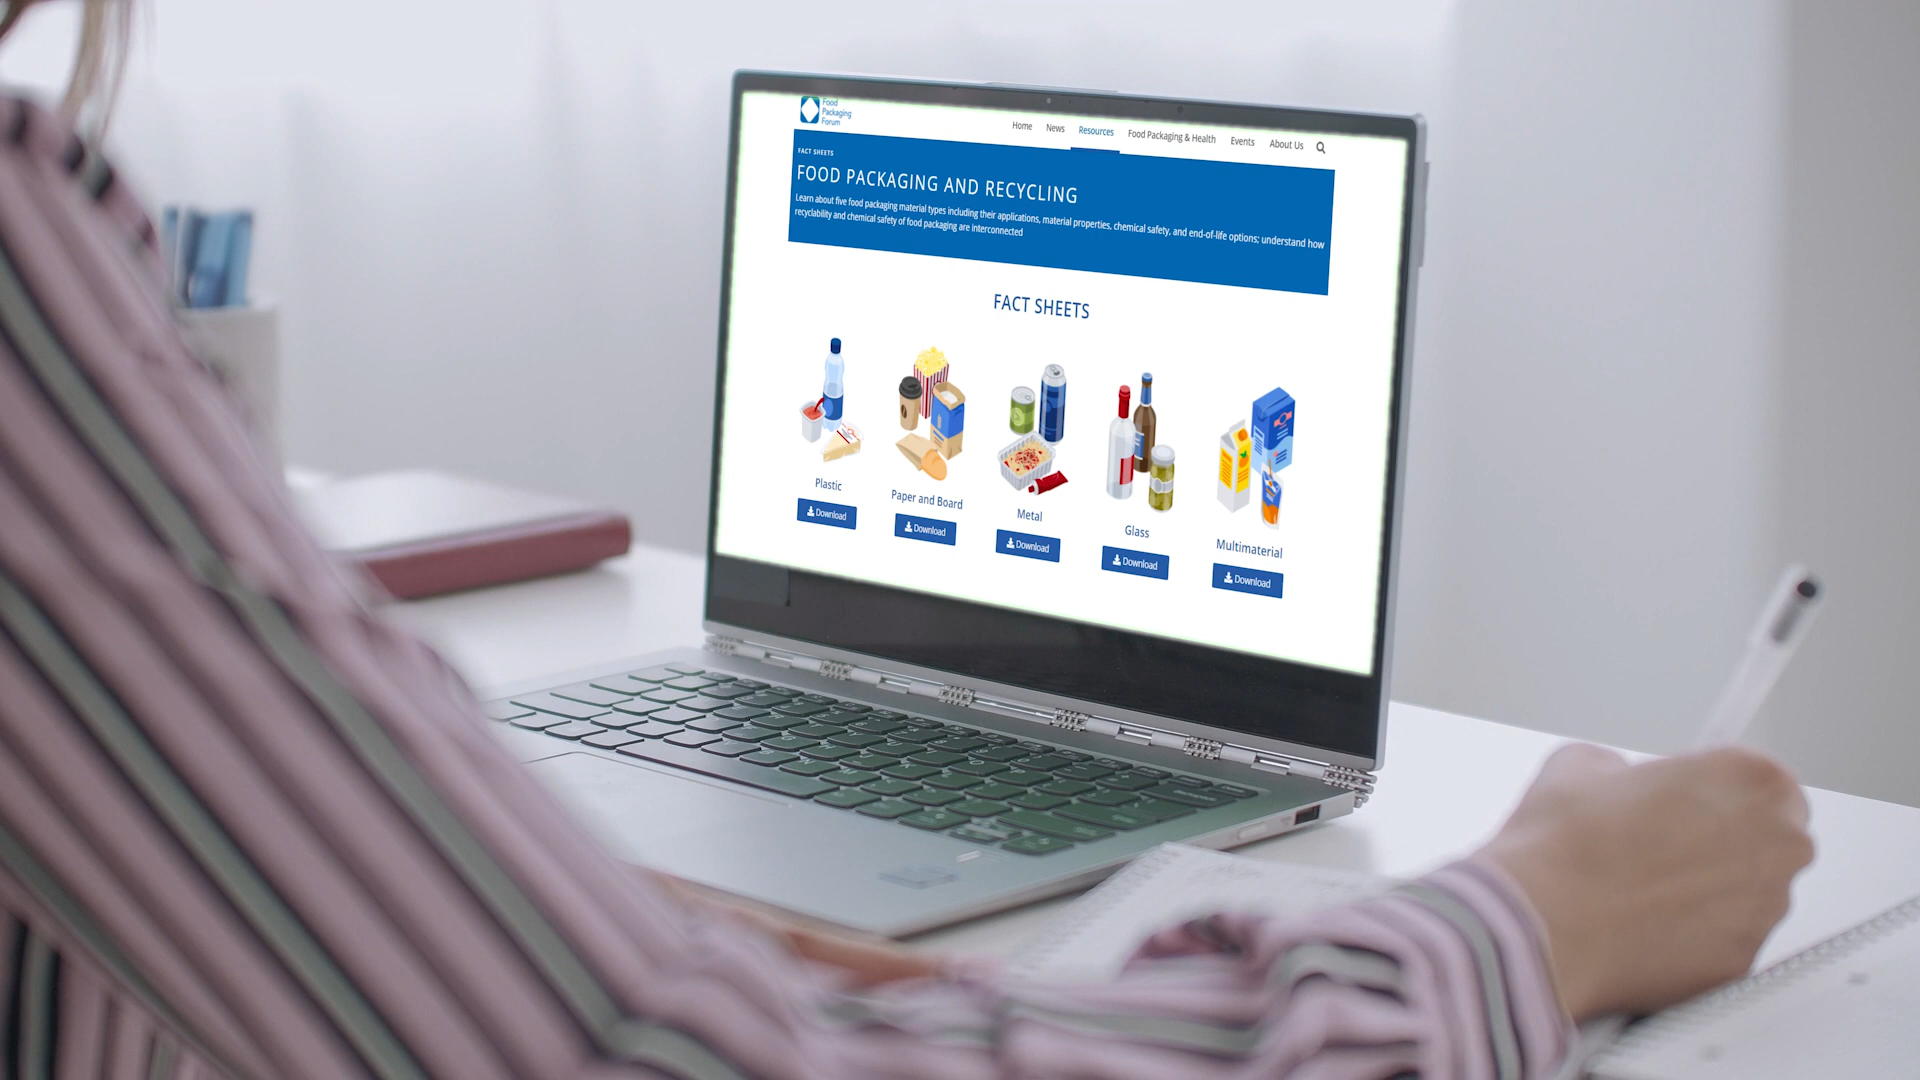 Food
Packaging
Forum
Home News Resources Food Packaging & Health Events About Us
FACT SHEETS
FOOD PACKAGING AND RECYCLING
Learn about five food packaging material types including their applications, material properties, chemical safety, and end-of-life options; understand how
recyclability and chemical safety of food packaging are interconnected
FACT SHEETS
Plastic
Paper and Board
Metal
Glass
Multimaterial
Download
Download
Download
Download
Download